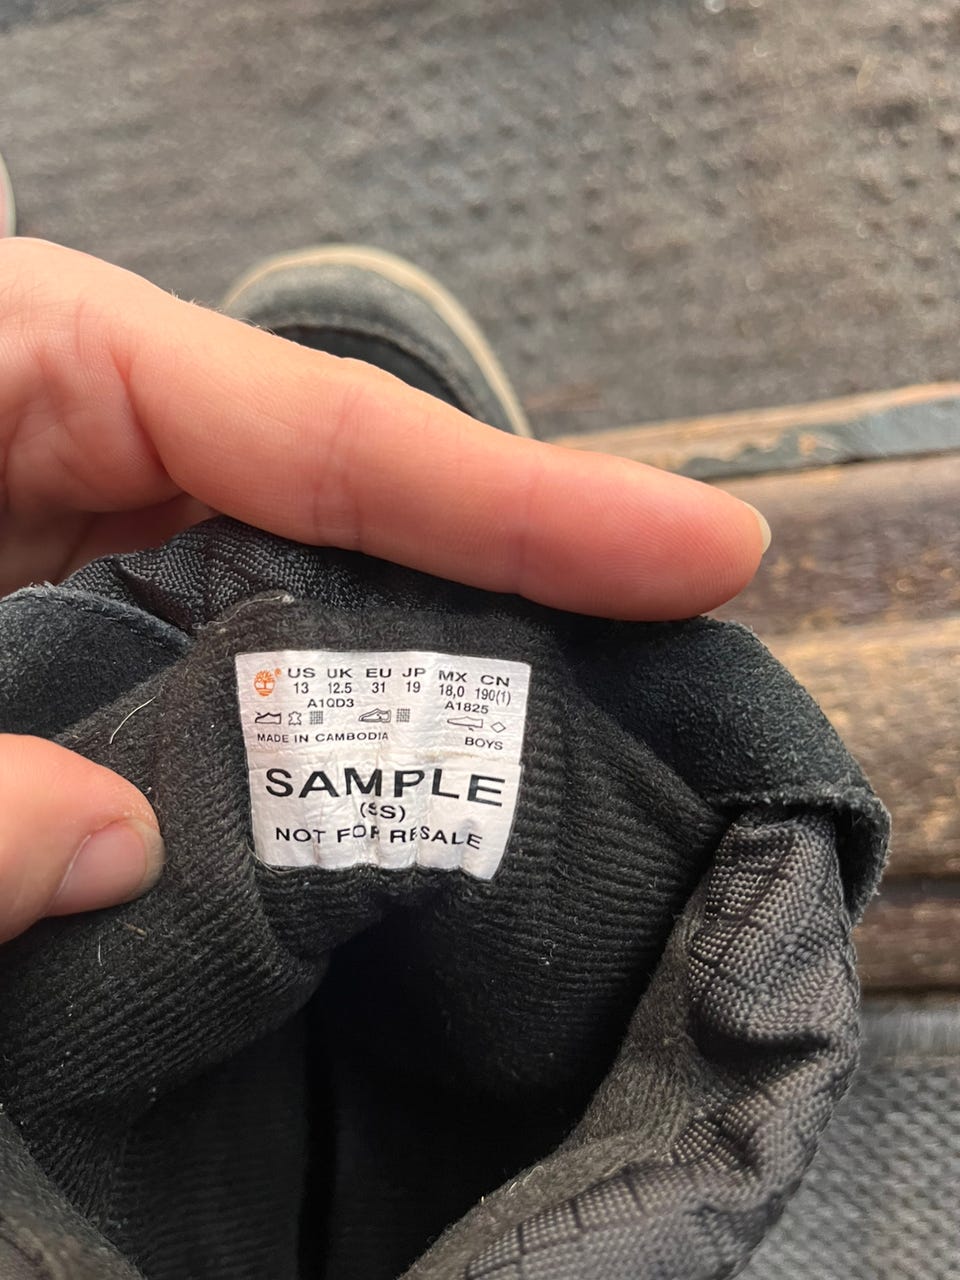 US UK EU JP MX CN
13 12.5 31 19 18,0 190(1)
A1QD3 A1825
MADE IN CAMBODIA BOYS
SAMPLE
(SS)
NOT FOR RESALE